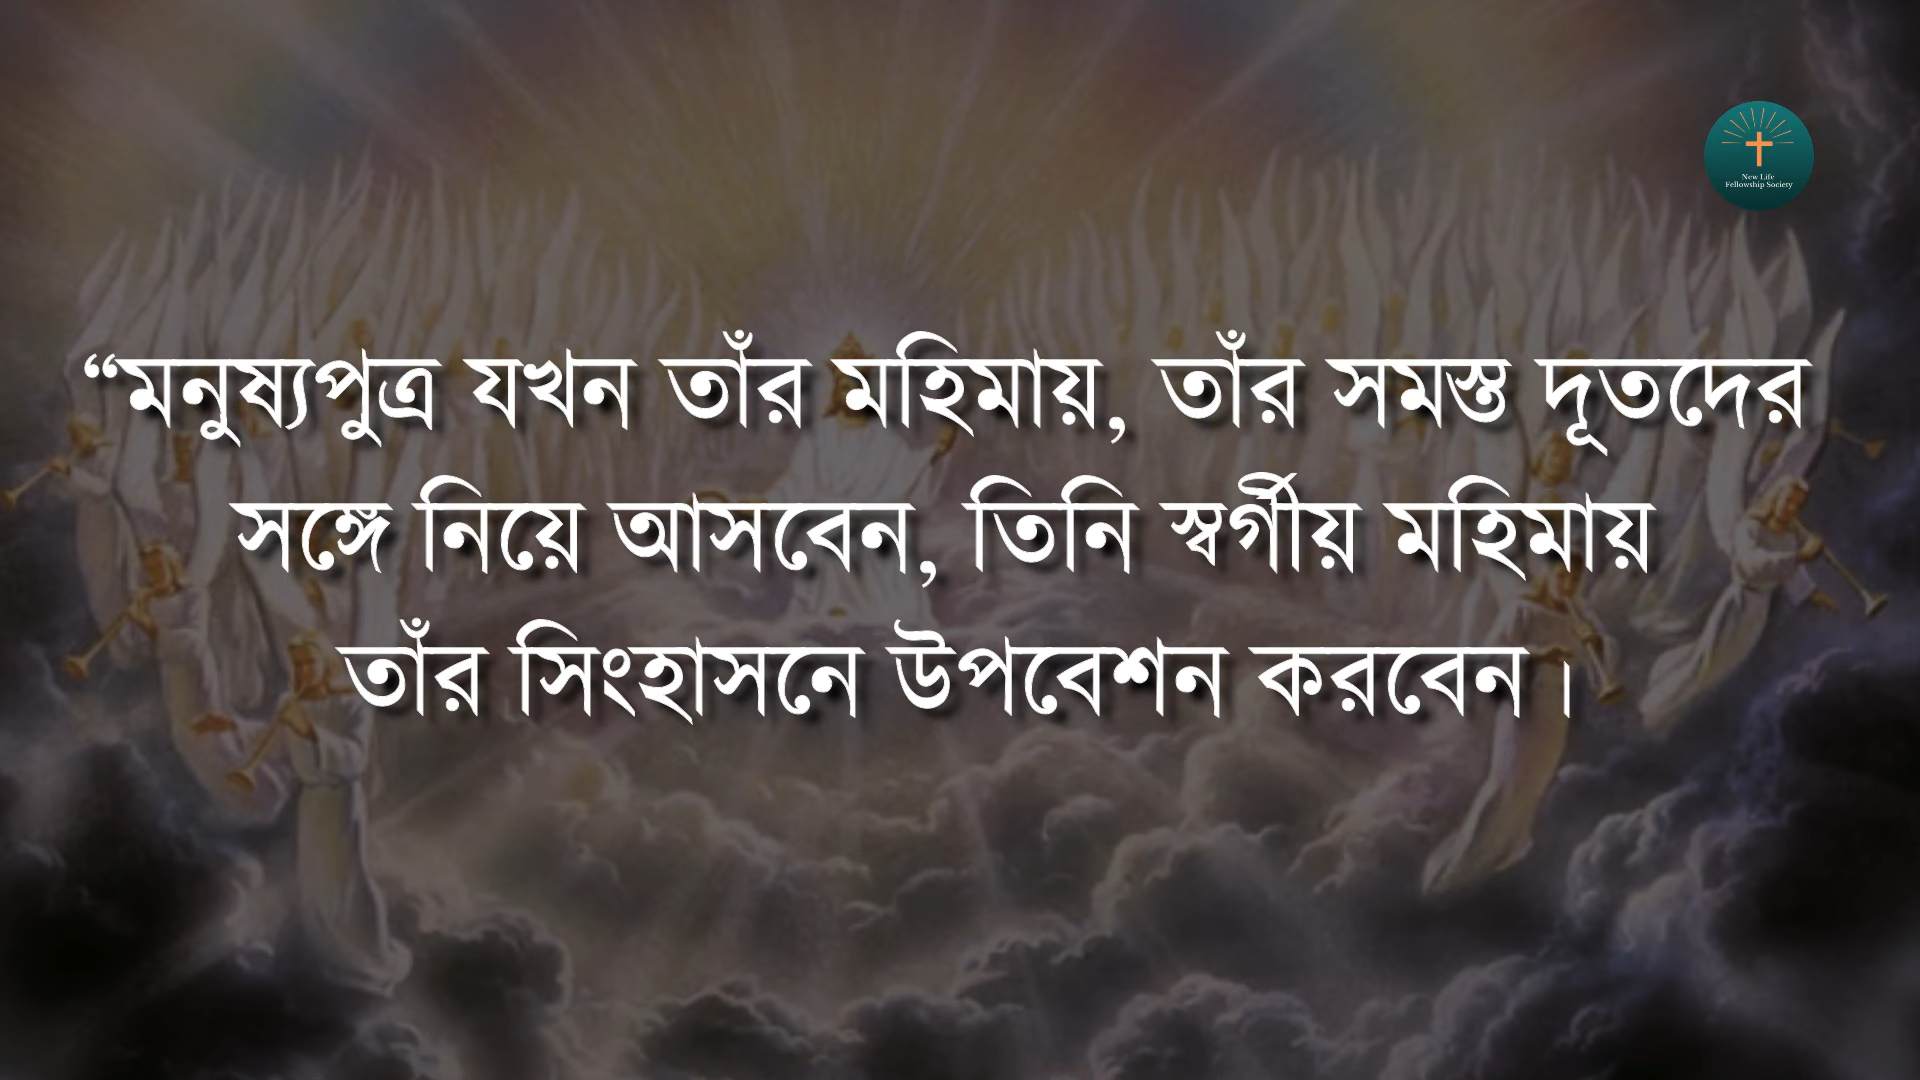 New Life
Fellowship Society
“মনুষ্যপুত্র যখন তাঁর মহিমায়, তাঁর সমস্ত দূতদের
সঙ্গে নিয়ে আসবেন, তিনি স্বর্গীয় মহিমায়
তাঁর সিংহাসনে উপবেশন করবেন।